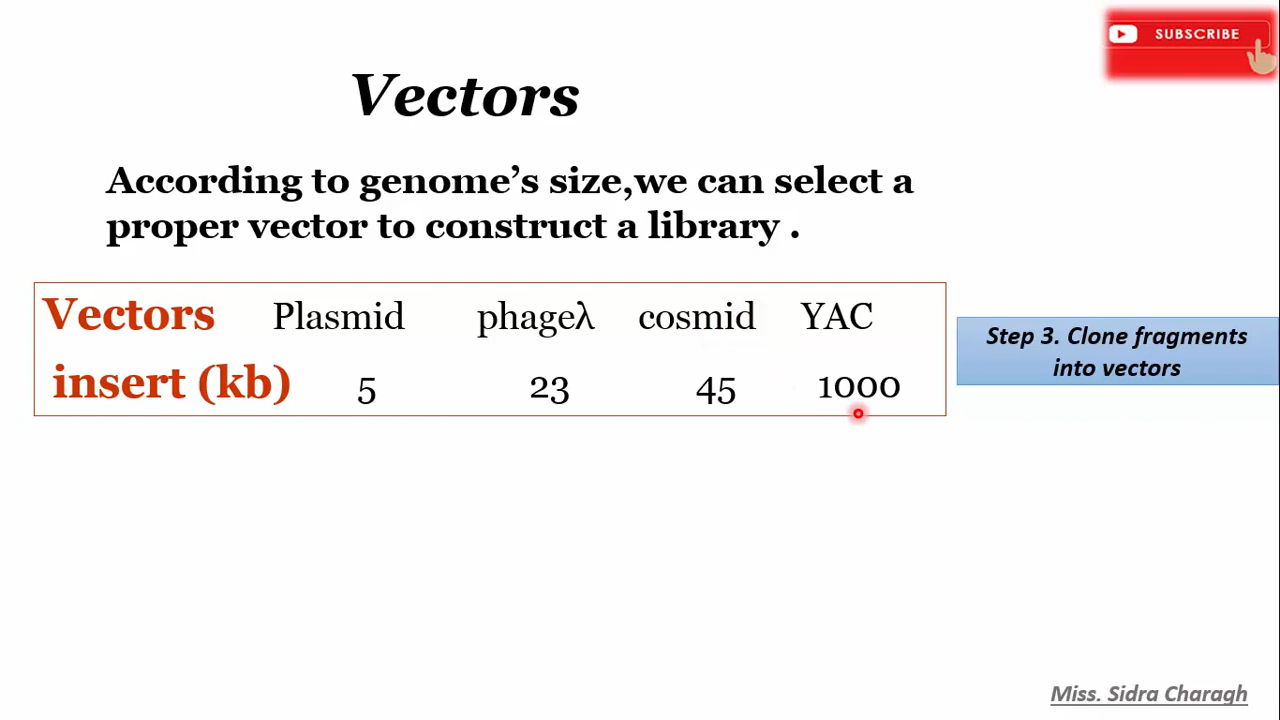 SUBSCRIBE
Vectors
According to genome’s size,we can select a
proper vector to construct a library .
Vectors Plasmid phageλ cosmid YAC
insert (kb) 5 23 45 1000
Step 3. Clone fragments
into vectors
Miss. Sidra Charagh